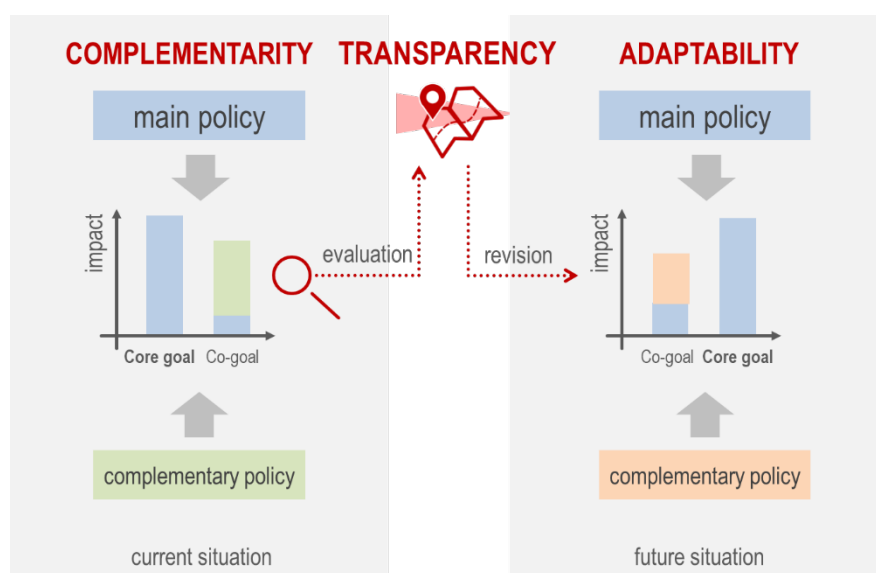 COMPLEMENTARITY
TRANSPARENCY
ADAPTABILITY
main policy
main policy
impact
evaluation
revision
impact
Core goal
Co-goal
Co-goal
Core goal
complementary policy
complementary policy
current situation
future situation